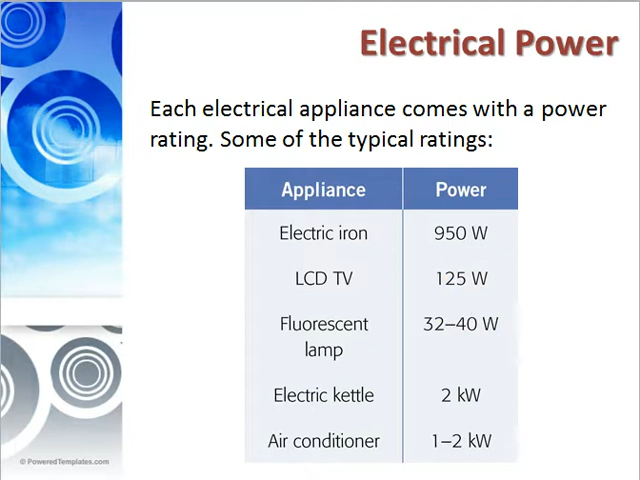 Electrical Power
Each electrical appliance comes with a power
rating. Some of the typical ratings:
Appliance Power
Electric iron 950 W
LCD TV 125 W
Fluorescent 32–40 W
lamp
Electric kettle 2 kW
Air conditioner 1–2 kW
© PoweredTemplates.com